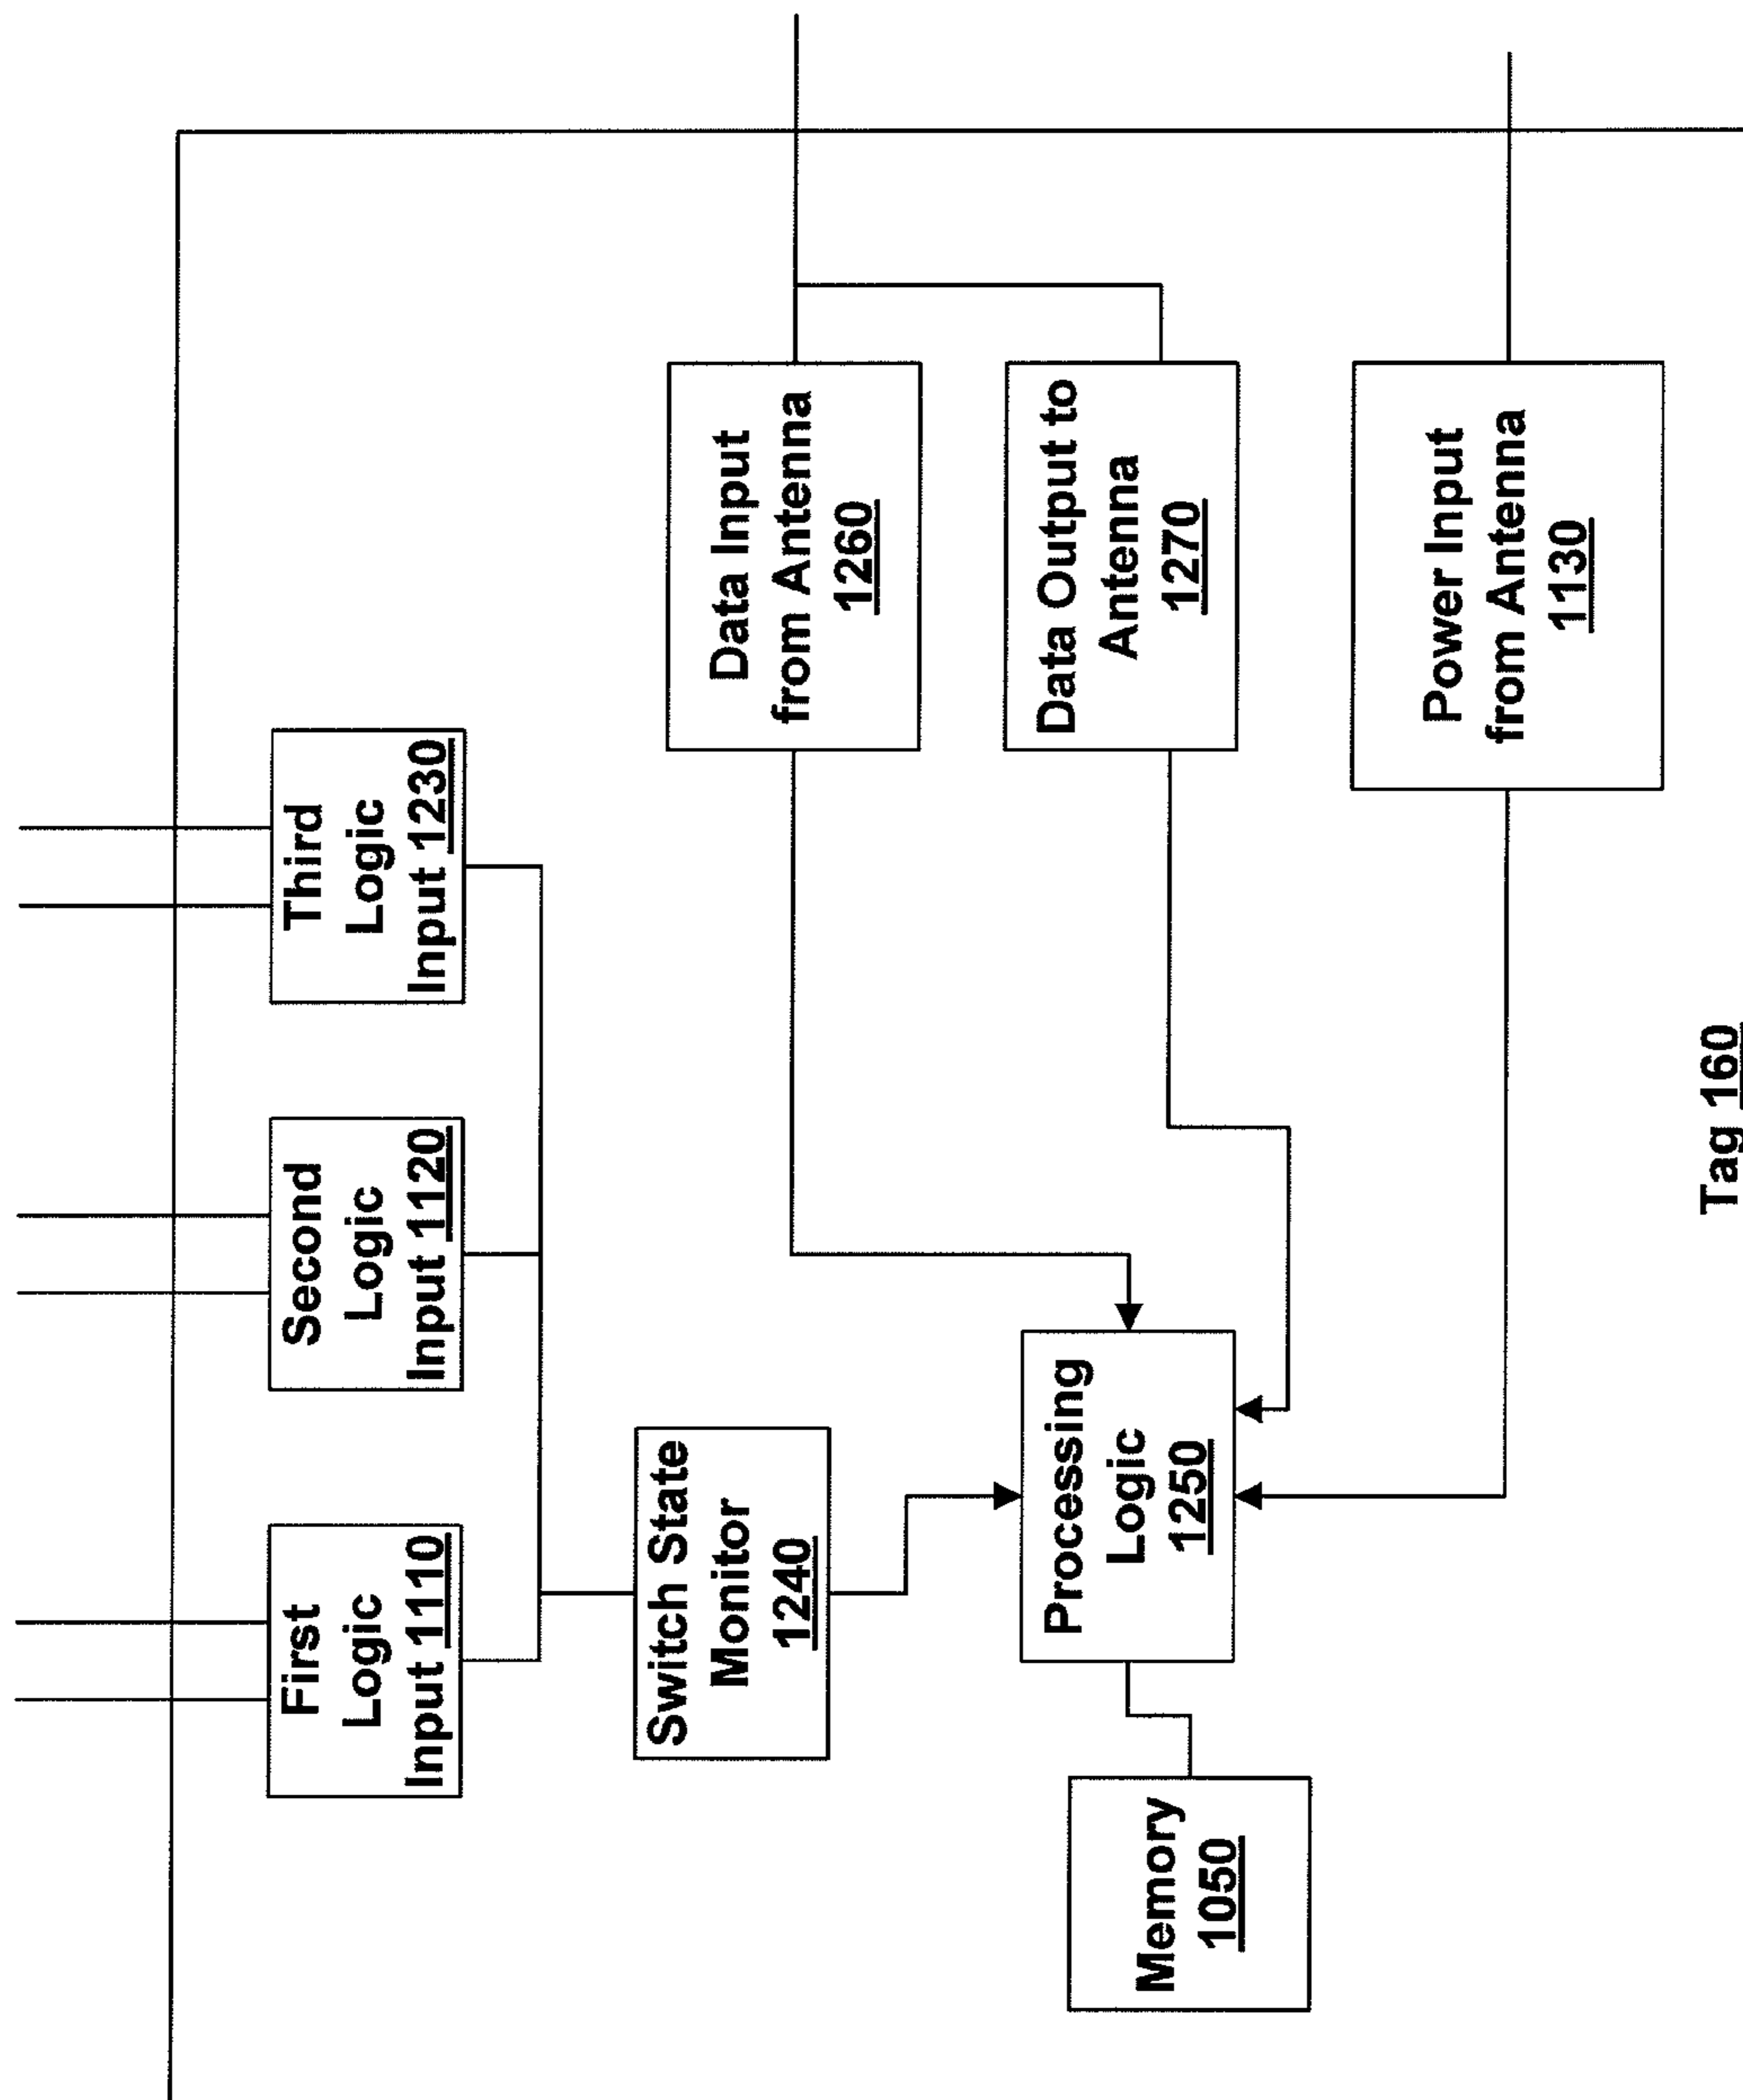 First
Logic
Input 1110
Second
Logic
Input 1120
Third
Logic
Input 1230
Switch State
Monitor
1240
Data Input
from Antenna
1260
Processing
Logic
1250
Data Output to
Antenna
1270
Memory
1050
Power Input
from Antenna
1130
Tag 160